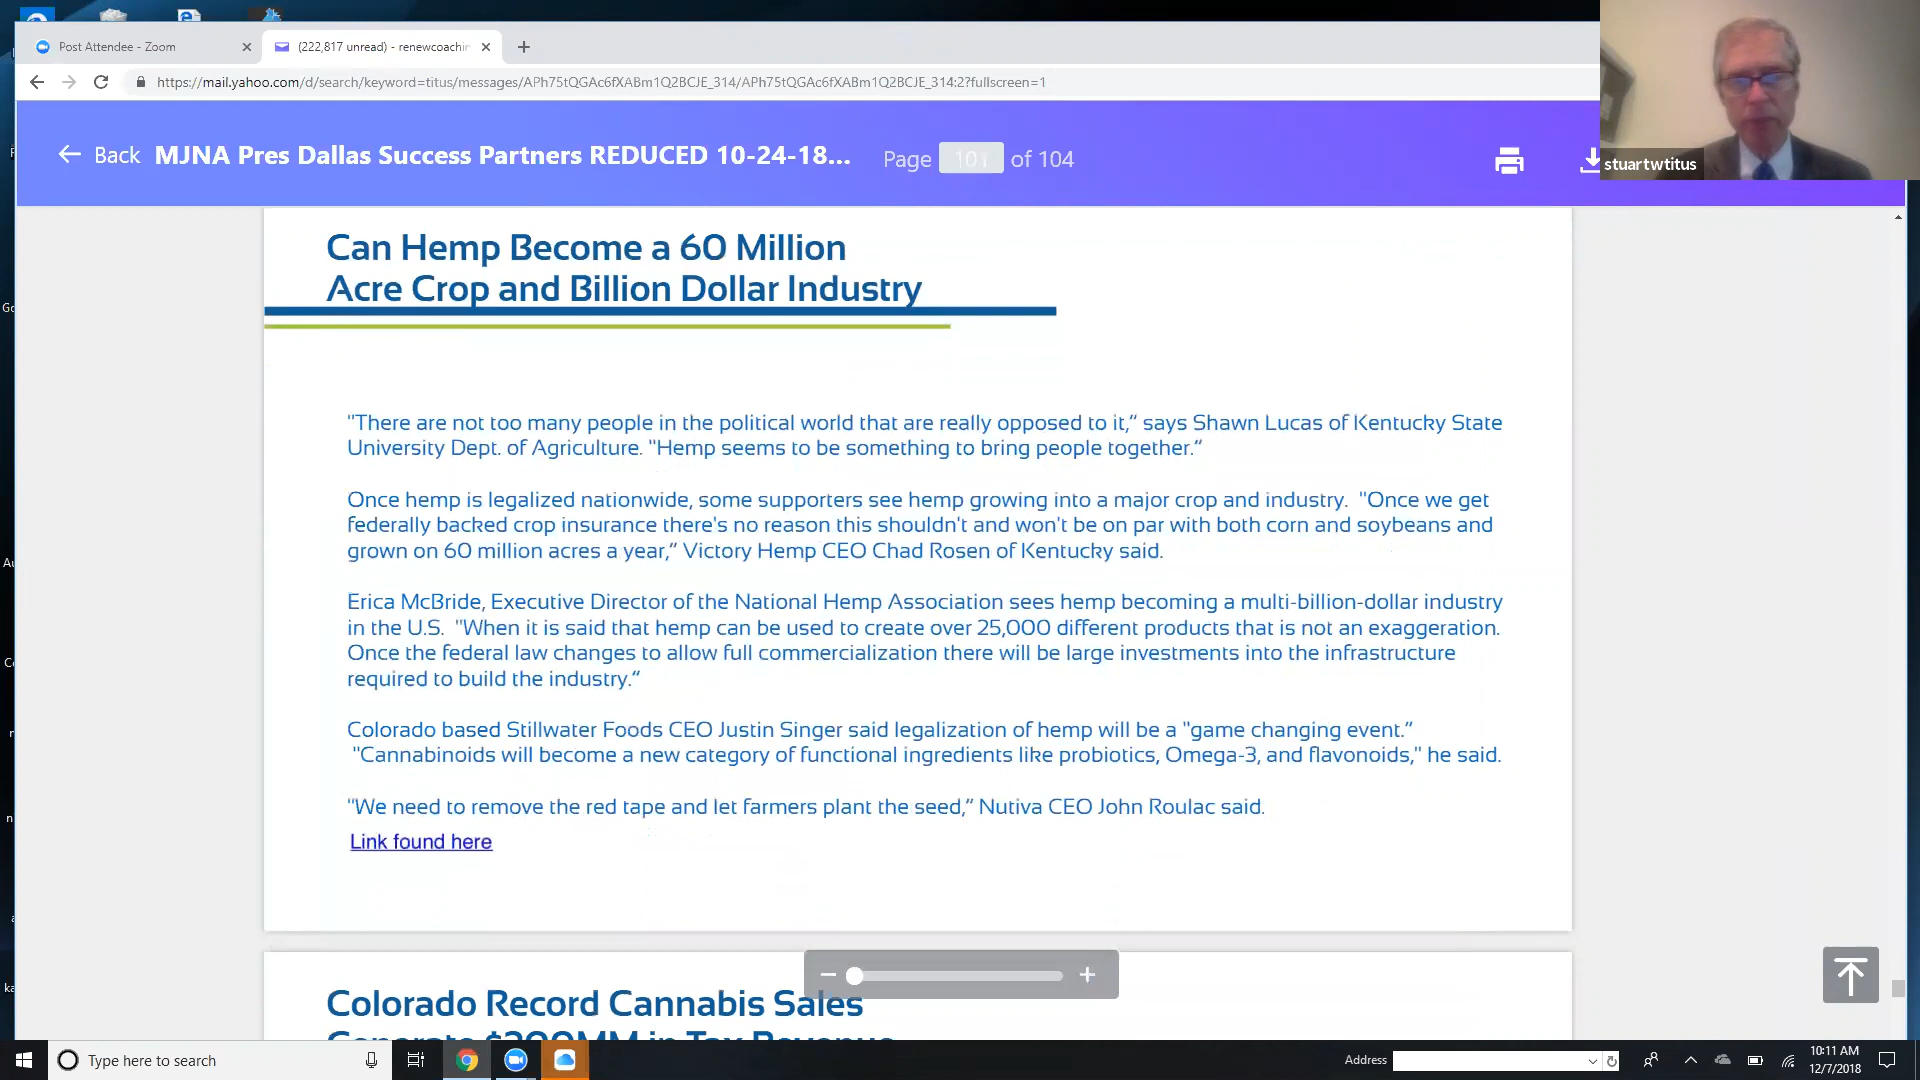 Post Attendee - Zoom
(222,817 unread) - renewcoachin
https://mail.yahoo.com/d/search/keyword=titus/messages/APh75tQGAc6fXABm1Q2BCJE_314/APh75tQGAc6fXABm1Q2BCJE_314:2?fullscreen=1
Back MJNA Pres Dallas Success Partners REDUCED 10-24-18... Page 101 of 104
stuartwtitus
Can Hemp Become a 60 Million
Acre Crop and Billion Dollar Industry
"There are not too many people in the political world that are really opposed to it,“ says Shawn Lucas of Kentucky State
University Dept. of Agriculture. "Hemp seems to be something to bring people together.“
Once hemp is legalized nationwide, some supporters see hemp growing into a major crop and industry. "Once we get
federally backed crop insurance there's no reason this shouldn't and won't be on par with both corn and soybeans and
grown on 60 million acres a year,” Victory Hemp CEO Chad Rosen of Kentucky said.
Erica McBride, Executive Director of the National Hemp Association sees hemp becoming a multi-billion-dollar industry
in the U.S. "When it is said that hemp can be used to create over 25,000 different products that is not an exaggeration.
Once the federal law changes to allow full commercialization there will be large investments into the infrastructure
required to build the industry.“
Colorado based Stillwater Foods CEO Justin Singer said legalization of hemp will be a “game changing event.”
"Cannabinoids will become a new category of functional ingredients like probiotics, Omega-3, and flavonoids," he said.
"We need to remove the red tape and let farmers plant the seed,” Nutiva CEO John Roulac said.
Link found here
Colorado Record Cannabis Sales
Generate $200MM in Tax Revenue
Type here to search
Address
10:11 AM
12/7/2018